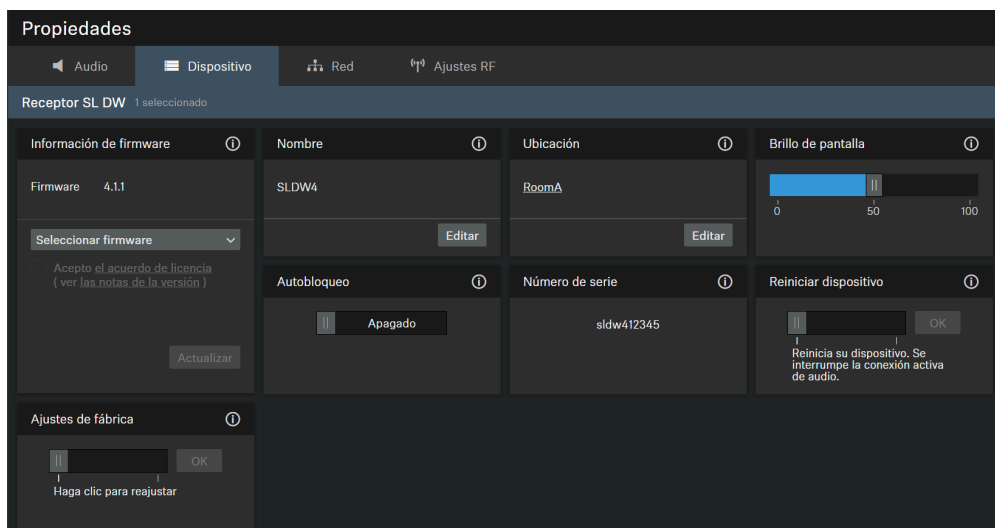 Propiedades
Audio
Dispositivo
Red
Ajustes RF
Receptor SL DW 1 seleccionado
Información de firmware
Firmware 4.1.1
Seleccionar firmware
Acepto el acuerdo de licencia
( ver las notas de la versión )
Actualizar
Nombre
SLDW4
Editar
Ubicación
RoomA
Editar
Brillo de pantalla
0 50 100
Autobloqueo
Apagado
Número de serie
sldw412345
Reiniciar dispositivo
OK
Reinicia su dispositivo. Se
interrumpe la conexión activa
de audio.
Ajustes de fábrica
OK
Haga clic para reajustar